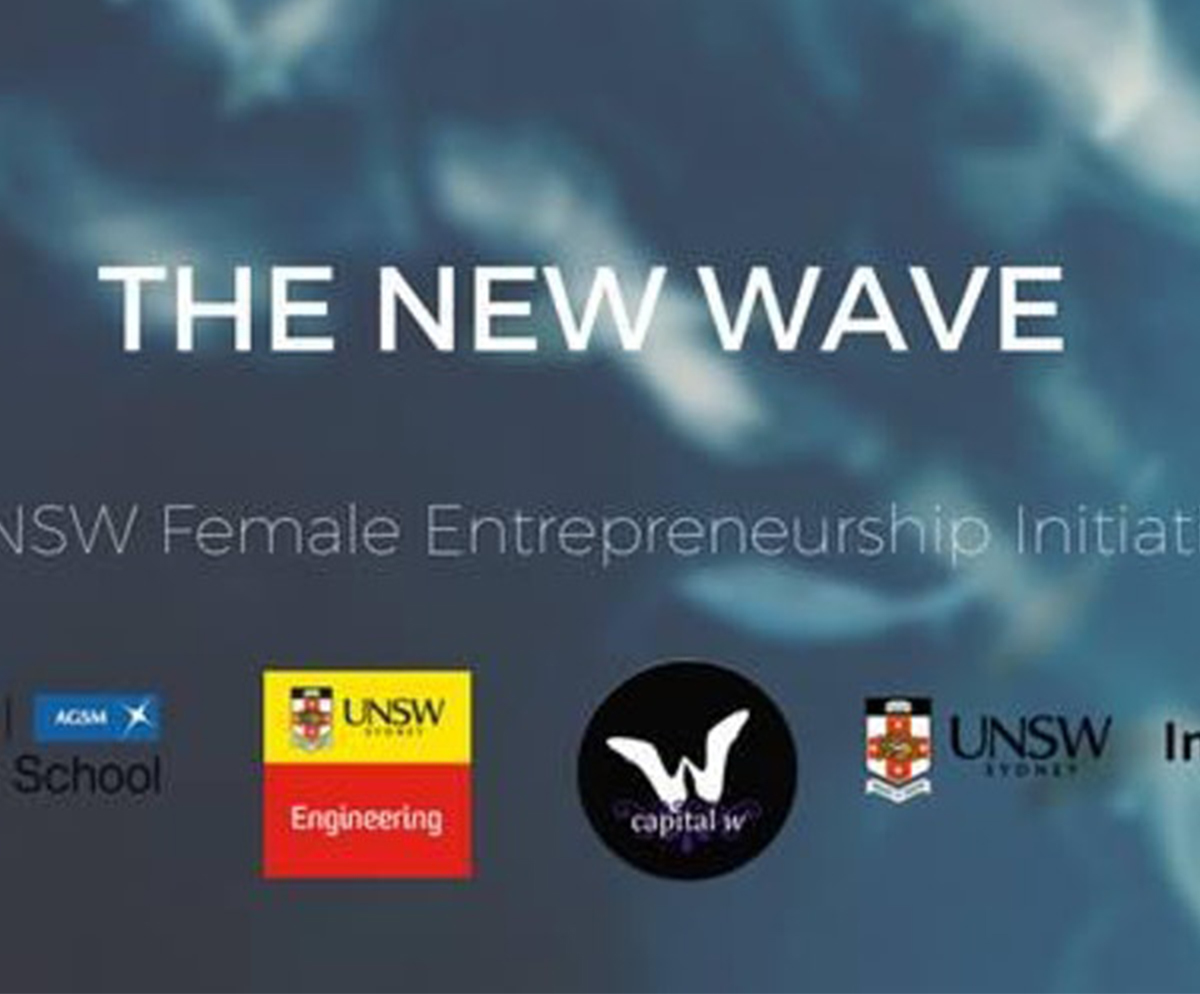 THE NEW WAVE
NSW Female Entrepreneurship Initiat
AGSM
School
UNSW
SYDNEY
Engineering
capital w
UNSW
SYDNEY
In